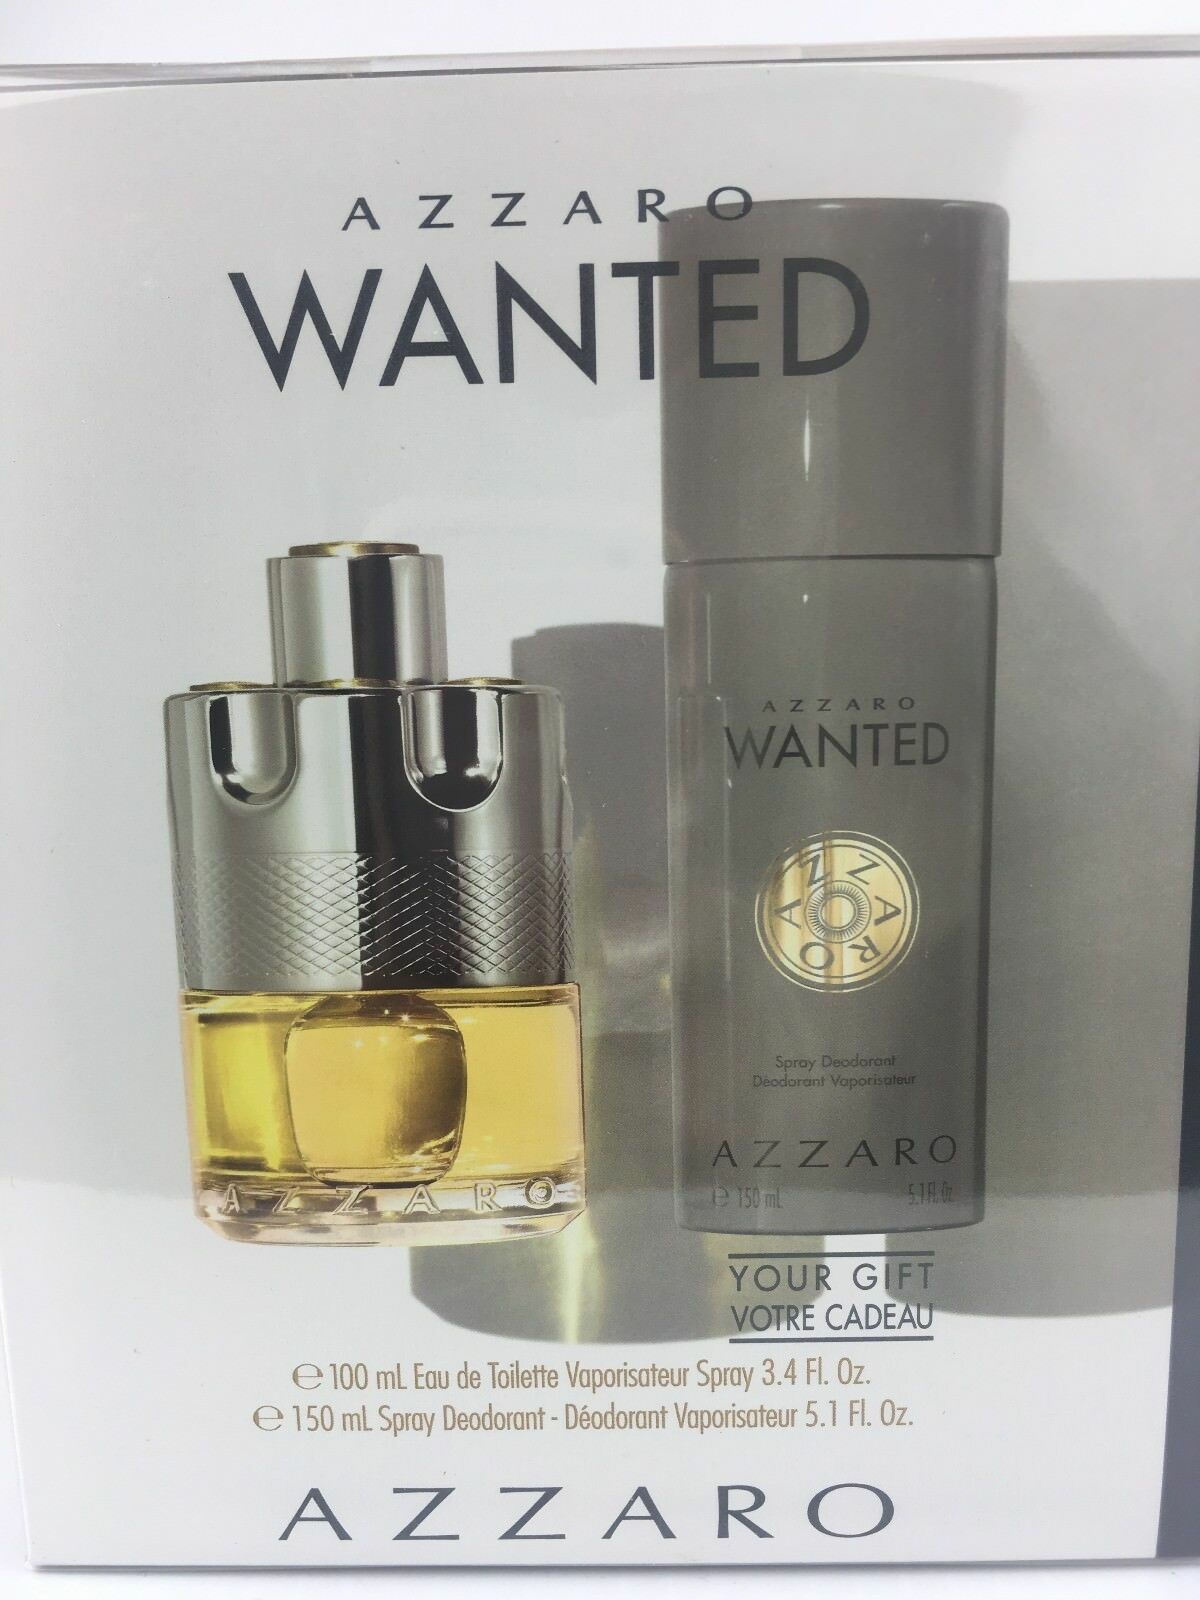 AZZARO
WANTED
AZZARO
WANTED
AZZARO
Spray Deodorant
Déodorant Vaporisateur
AZZARO
℮ 150 mL 5.1 Fl. Oz.
AZZARO
YOUR GIFT
VOTRE CADEAU
℮ 100 mL Eau de Toilette Vaporisateur Spray 3.4 Fl. Oz.
℮ 150 mL Spray Deodorant - Déodorant Vaporisateur 5.1 Fl. Oz.
AZZARO